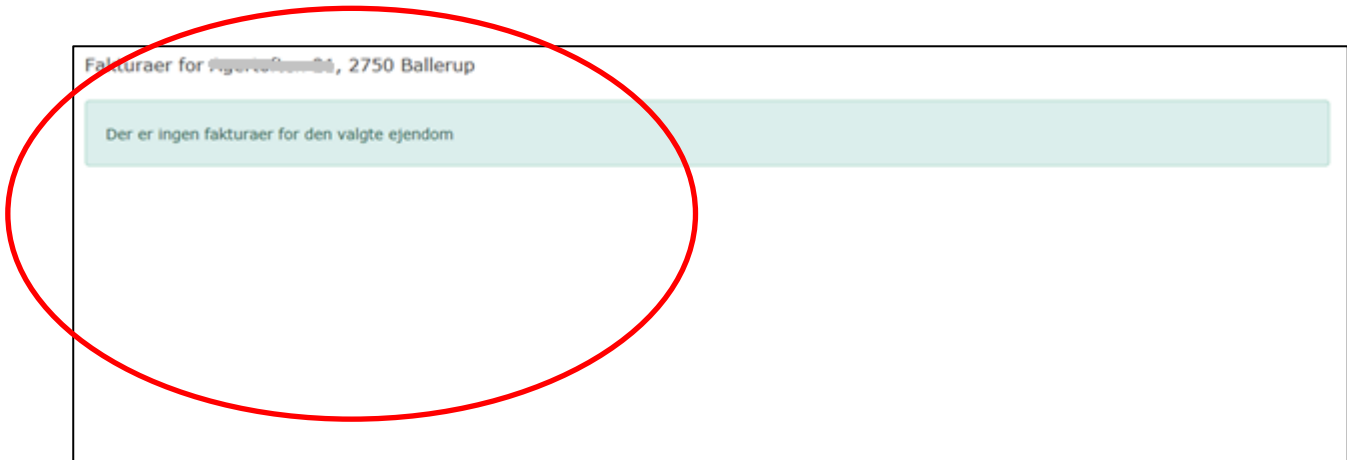 Fakturaer for , 2750 Ballerup
Der er ingen fakturaer for den valgte ejendom